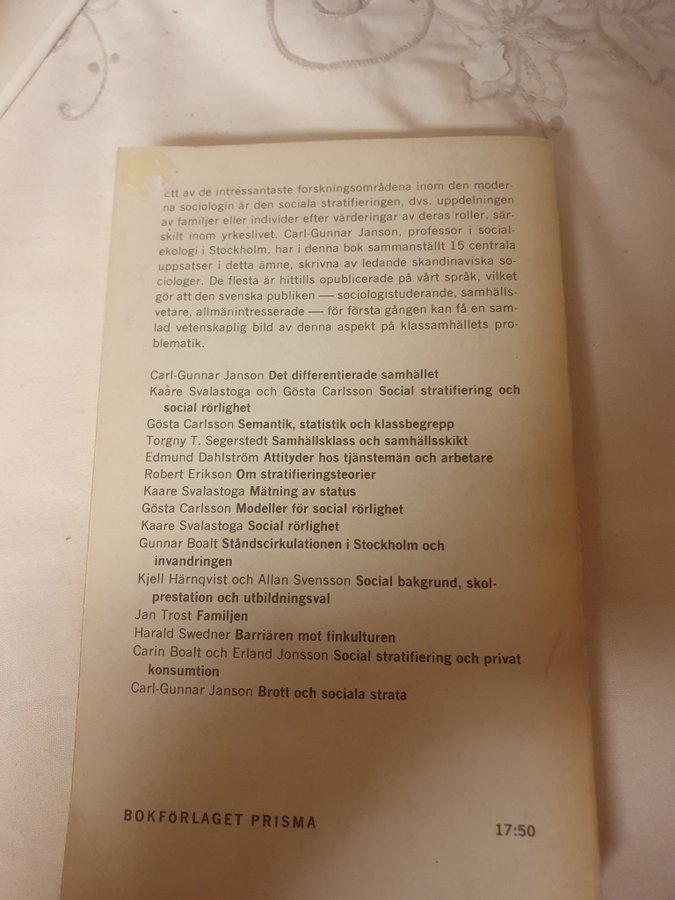 Ett av de intressantaste forskningsområdena inom den moder-
na sociologin är den sociala stratifieringen, dvs. uppdelningen
av familjer eller individer efter värderingar av deras roller, sär-
skilt inom yrkeslivet. Carl-Gunnar Janson, professor i social-
ekologi i Stockholm, har i denna bok sammanställt 15 centrala
uppsatser i detta ämne, skrivna av ledande skandinaviska so-
ciologer. De flesta är hittills opublicerade på vårt språk, vilket
gör att den svenska publiken — sociologistuderande, samhälls-
vetare, allmänintresserade — för första gången kan få en sam-
lad vetenskaplig bild av denna aspekt på klassamhällets pro-
blematik.
Carl-Gunnar Janson Det differentierade samhället
Kaåre Svalastoga och Gösta Carlsson Social stratifiering och
social rörlighet
Gösta Carlsson Semantik, statistik och klassbegrepp
Torgny T. Segerstedt Samhällsklass och samhällsskikt
Edmund Dahlström Attityder hos tjänstemän och arbetare
Robert Erikson Om stratifieringsteorier
Kaare Svalastoga Mätning av status
Gösta Carlsson Modeller för social rörlighet
Kaare Svalastoga Social rörlighet
Gunnar Boalt Ståndscirkulationen i Stockholm och
invandringen
Kjell Härnqvist och Allan Svensson Social bakgrund, skol-
prestation och utbildningsval
Jan Trost Familjen
Harald Swedner Barriären mot finkulturen
Carin Boalt och Erland Jonsson Social stratifiering och privat
konsumtion
Carl-Gunnar Janson Brott och sociala strata
BOKFÖRLAGET PRISMA
17:50